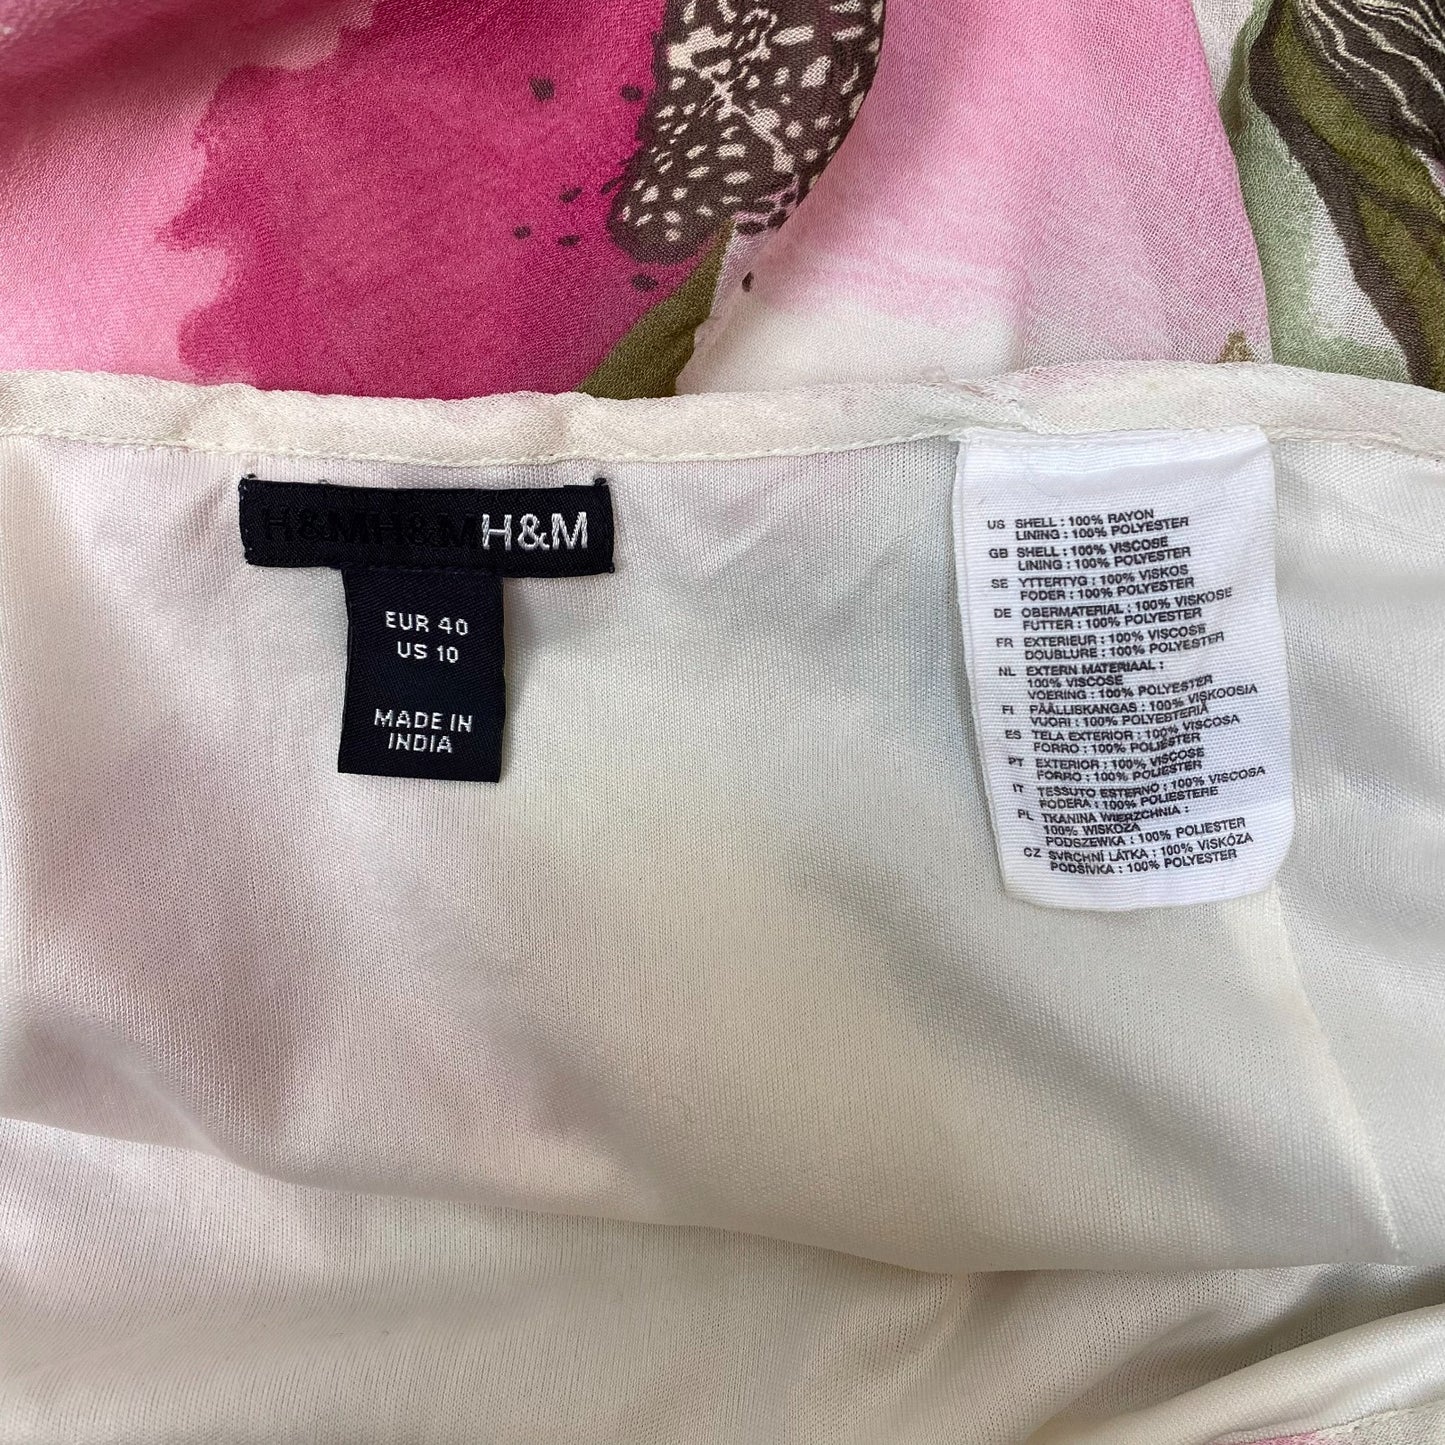 H&MH&MH&M
EUR 40
US 10
MADE IN
INDIA
US SHELL : 100% RAYON
LINING : 100% POLYESTER
GB SHELL : 100% VISCOSE
LINING : 100% POLYESTER
SE YTTERTYG : 100% VISKOS
FODER : 100% POLYESTER
DE OBERMATERIAL : 100% VISKOSE
FUTTER : 100% POLYESTER
FR EXTERIEUR : 100% VISCOSE
DOUBLURE : 100% POLYESTER
NL EXTERN MATERIAAL :
100% VISCOSE
VOERING : 100% POLYESTER
FI PÄÄLLISKANGAS : 100% VISKOOSIA
VUORI : 100% POLYESTERIÄ
ES TELA EXTERIOR : 100% VISCOSA
FORRO : 100% POLIÉSTER
PT EXTERIOR : 100% VISCOSE
FORRO : 100% POLIÉSTER
IT TESSUTO ESTERNO : 100% VISCOSA
FODERA : 100% POLIESTERE
PL TKANINA WIERZCHNIA :
100% WISKOZA
PODSZEWKA : 100% POLIESTER
CZ SVRCHNÍ LÁTKA : 100% VISKÓZA
PODŠÍVKA : 100% POLYESTER